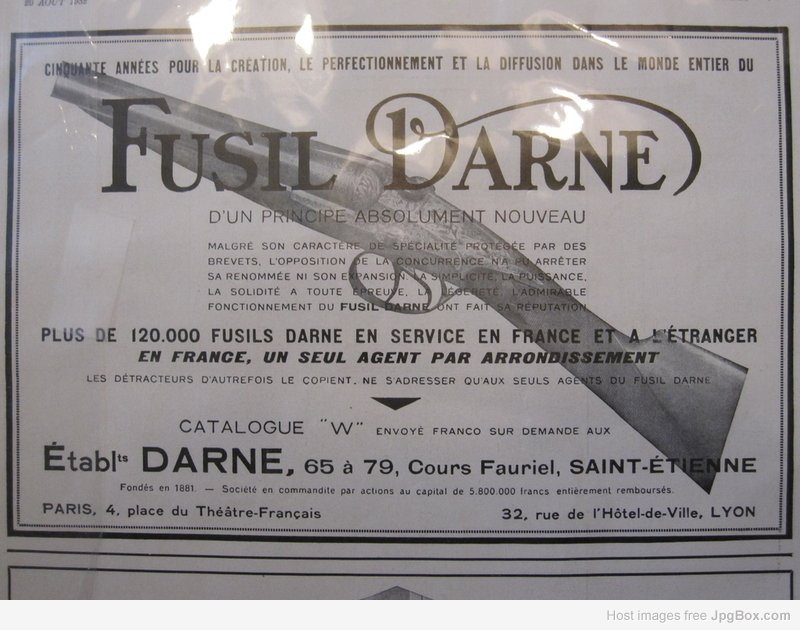 20 AOUT
CINQUANTE ANNÉES POUR LA CRÉATION, LE PERFECTIONNEMENT ET LA DIFFUSION DANS LE MONDE ENTIER DU
FUSIL DARNE
D'UN PRINCIPE ABSOLUMENT NOUVEAU
MALGRÉ SON CARACTÈRE DE SPÉCIALITÉ PROTÉGÉE PAR DES
BREVETS, L'OPPOSITION DE LA CONCURRENCE N'A PU ARRÊTER
SA RENOMMÉE NI SON EXPANSION. LA SIMPLICITÉ, LA PUISSANCE,
LA SOLIDITÉ A TOUTE ÉPREUVE, LA LÉGÈRETÉ, L'ADMIRABLE
FONCTIONNEMENT DU FUSIL DARNE ONT FAIT SA RÉPUTATION
PLUS DE 120.000 FUSILS DARNE EN SERVICE EN FRANCE ET A L'ÉTRANGER
EN FRANCE, UN SEUL AGENT PAR ARRONDISSEMENT
LES DÉTRACTEURS D'AUTREFOIS LE COPIENT. NE S'ADRESSER QU'AUX SEULS AGENTS DU FUSIL DARNE
CATALOGUE "W" ENVOYÉ FRANCO SUR DEMANDE AUX
Établts DARNE, 65 à 79, Cours Fauriel, SAINT-ÉTIENNE
Fondés en 1881. — Société en commandite par actions au capital de 5.800.000 francs entièrement remboursés.
PARIS, 4, place du Théâtre-Français 32, rue de l'Hôtel-de-Ville, LYON
Host images free JpgBox.com